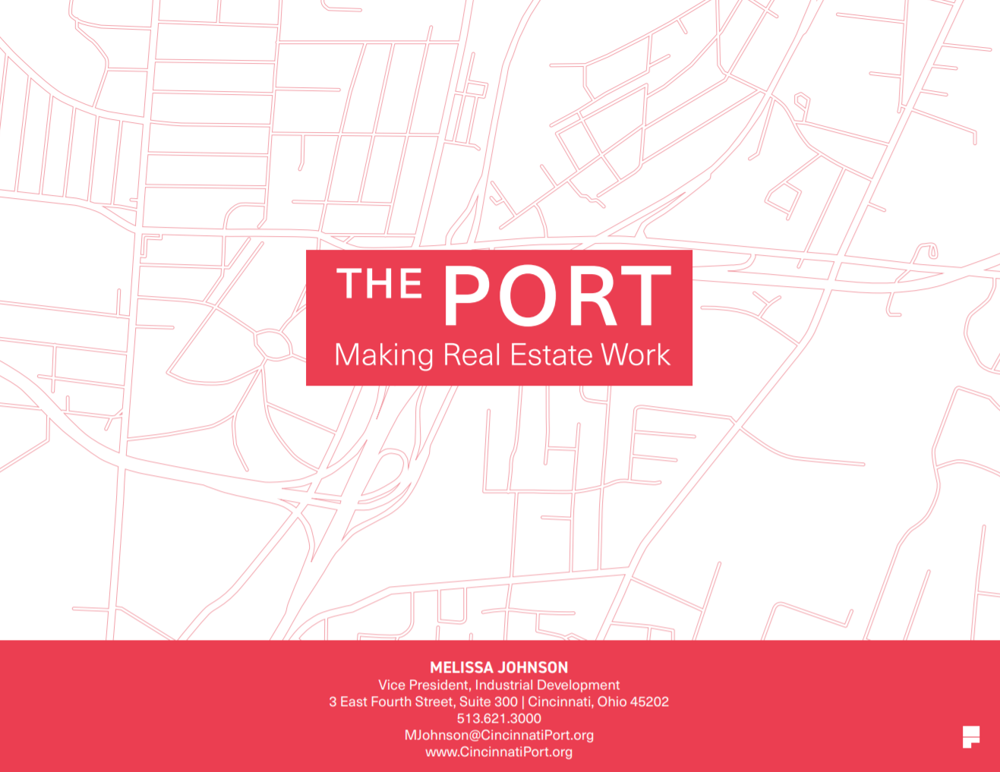 THE PORT
Making Real Estate Work
MELISSA JOHNSON
Vice President, Industrial Development
3 East Fourth Street, Suite 300 | Cincinnati, Ohio 45202
513.621.3000
MJohnson@CincinnatiPort.org
www.CincinnatiPort.org